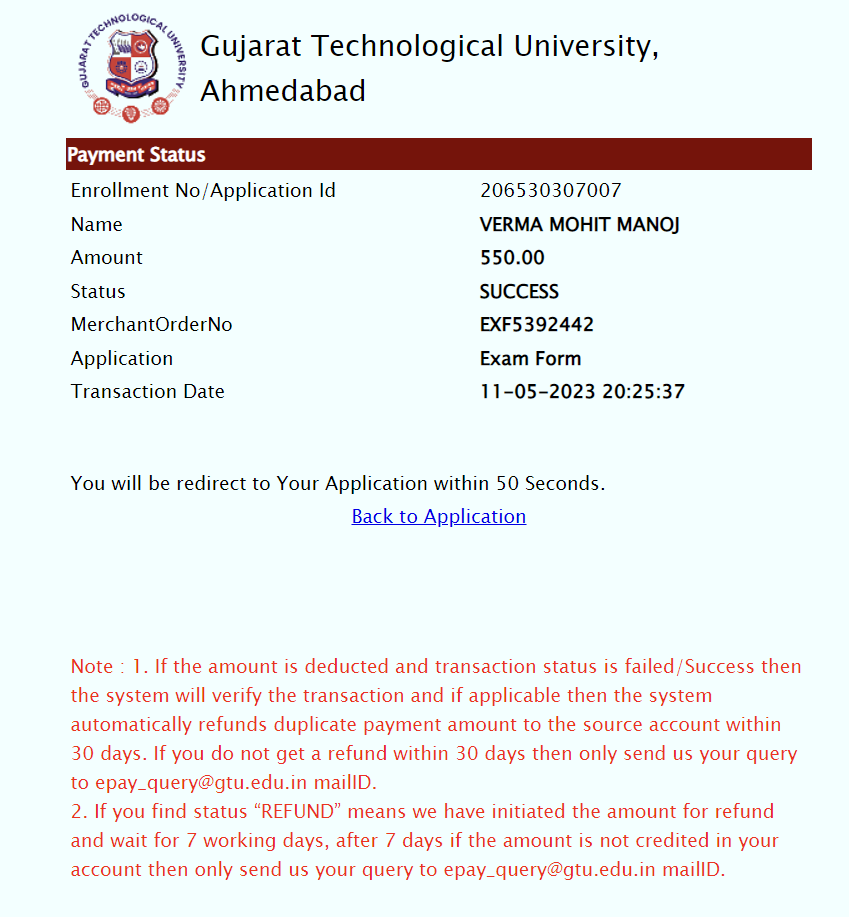 GUJARAT TECHNOLOGICAL UNIVERSITY
Gujarat Technological University,
Ahmedabad
Payment Status
Enrollment No/Application Id 206530307007
Name VERMA MOHIT MANOJ
Amount 550.00
Status SUCCESS
MerchantOrderNo EXF5392442
Application Exam Form
Transaction Date 11-05-2023 20:25:37
You will be redirect to Your Application within 50 Seconds.
Back to Application
Note : 1. If the amount is deducted and transaction status is failed/Success then
the system will verify the transaction and if applicable then the system
automatically refunds duplicate payment amount to the source account within
30 days. If you do not get a refund within 30 days then only send us your query
to epay_query@gtu.edu.in mailID.
2. If you find status “REFUND” means we have initiated the amount for refund
and wait for 7 working days, after 7 days if the amount is not credited in your
account then only send us your query to epay_query@gtu.edu.in mailID.